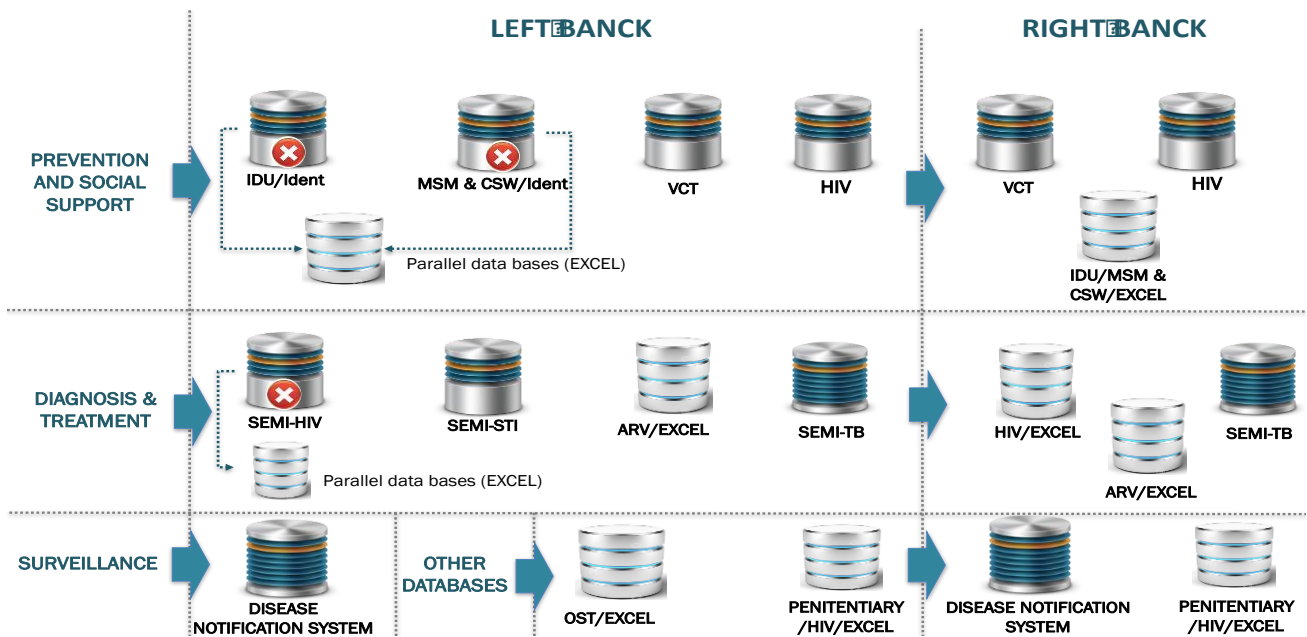 LEFT BANCK
RIGHT BANCK
PREVENTION
AND SOCIAL
SUPPORT
IDU/Ident
MSM & CSW/Ident
VCT
HIV
VCT
HIV
Parallel data bases (EXCEL)
IDU/MSM &
CSW/EXCEL
DIAGNOSIS &
TREATMENT
SEMI-HIV
SEMI-STI
ARV/EXCEL
SEMI-TB
HIV/EXCEL
SEMI-TB
Parallel data bases (EXCEL)
ARV/EXCEL
SURVEILLANCE
DISEASE
NOTIFICATION SYSTEM
OTHER
DATABASES
OST/EXCEL
PENITENTIARY
/HIV/EXCEL
DISEASE NOTIFICATION
SYSTEM
PENITENTIARY
/HIV/EXCEL